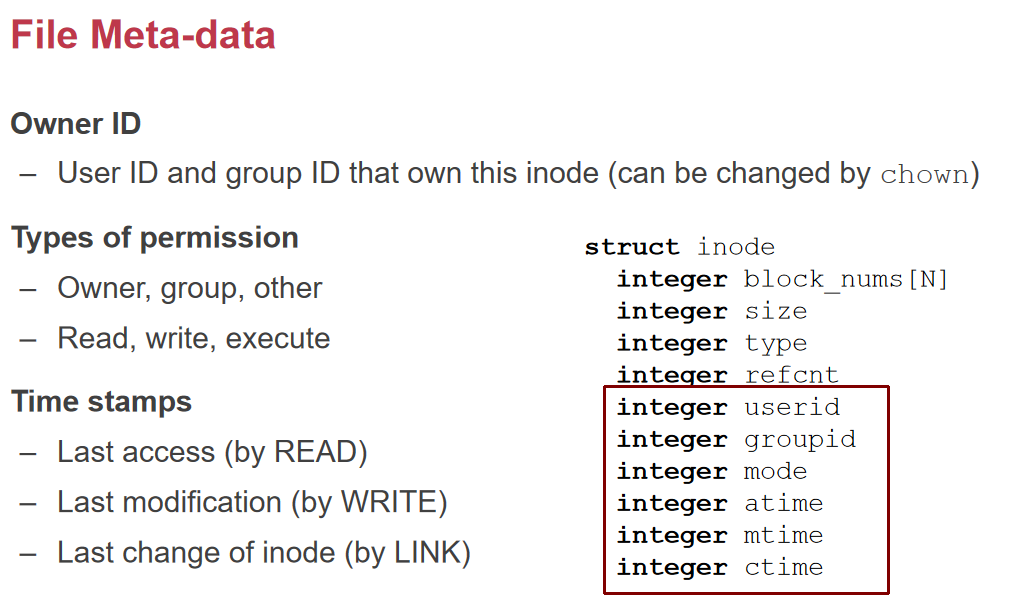 File Meta-data
Owner ID
– User ID and group ID that own this inode (can be changed by chown)
Types of permission
– Owner, group, other
– Read, write, execute
Time stamps
– Last access (by READ)
– Last modification (by WRITE)
– Last change of inode (by LINK)
struct inode
integer block_nums[N]
integer size
integer type
integer refcnt
integer userid
integer groupid
integer mode
integer atime
integer mtime
integer ctime